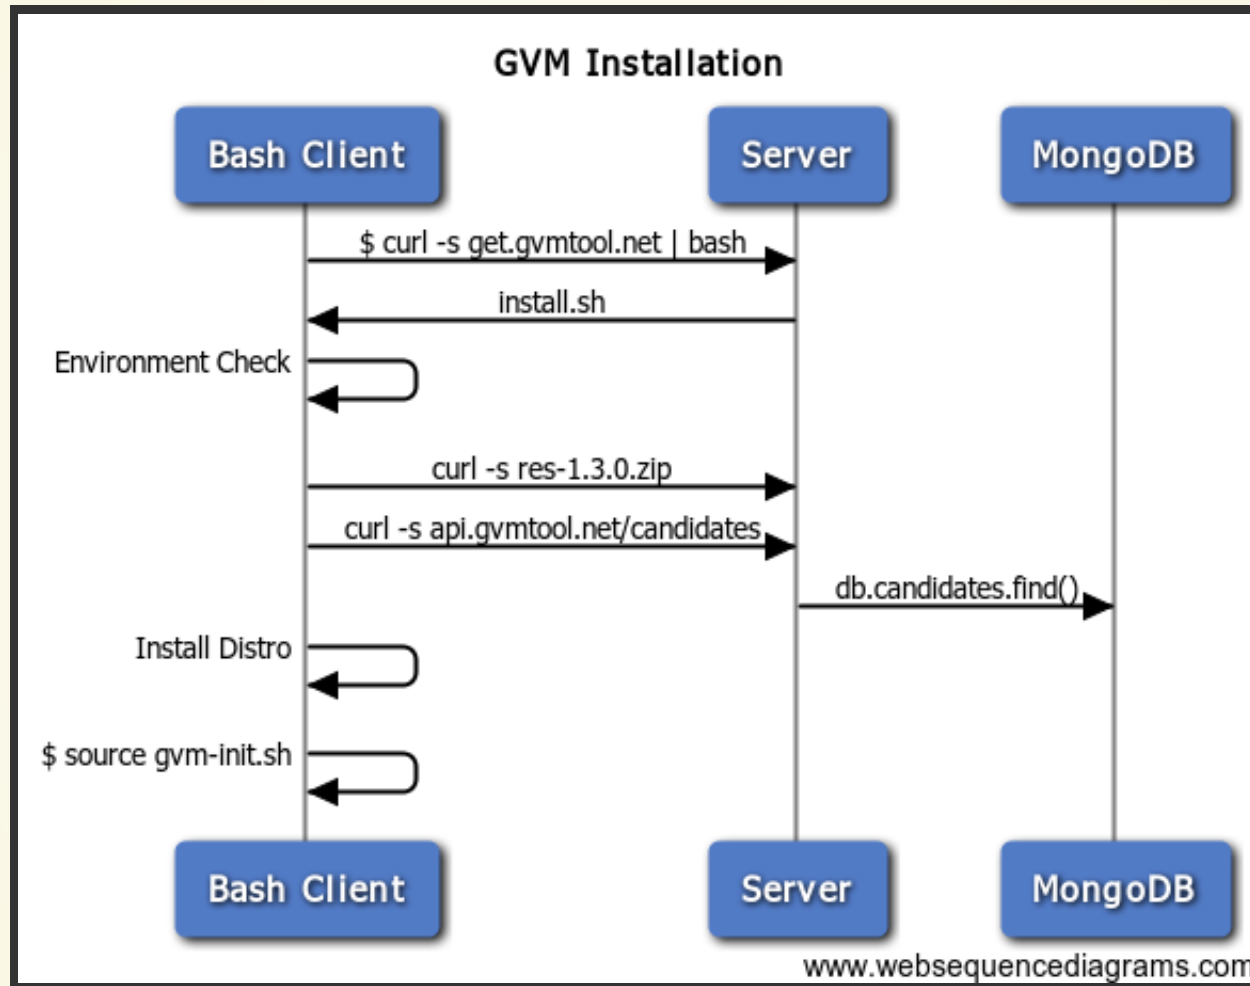 GVM Installation
Bash Client
Server
MongoDB
$ curl -s get.gvmtool.net | bash
install.sh
Environment Check
curl -s res-1.3.0.zip
curl -s api.gvmtool.net/candidates
db.candidates.find()
Install Distro
$ source gvm-init.sh
Bash Client
Server
MongoDB
www.websequencediagrams.com